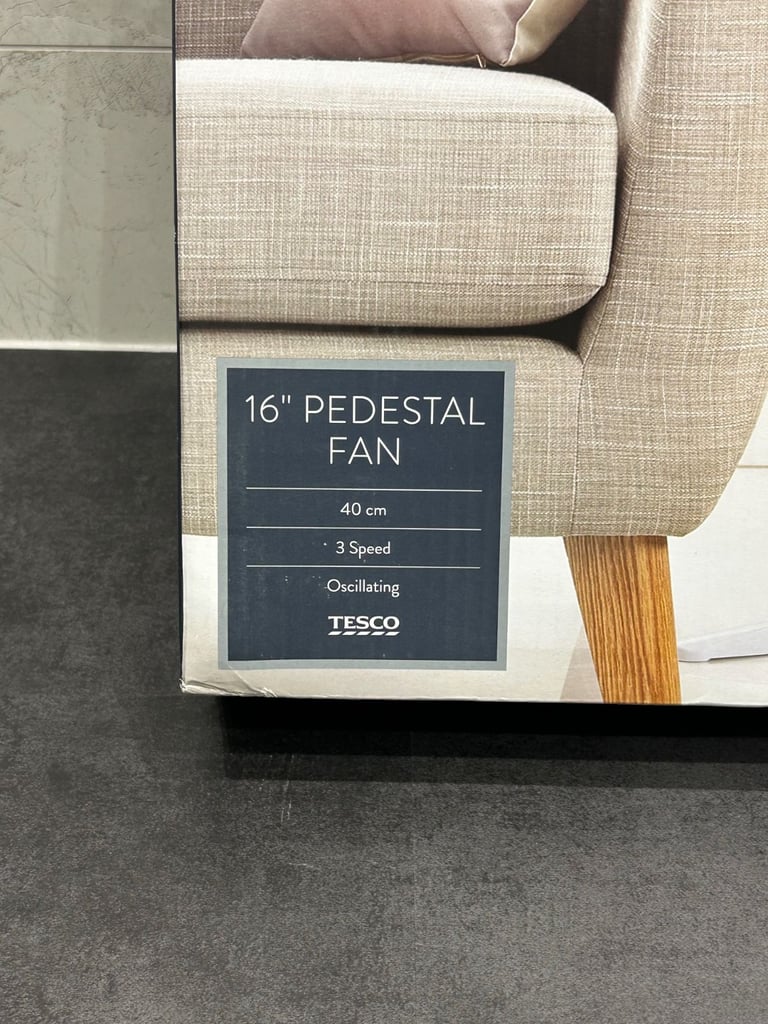 16" PEDESTAL
FAN
40 cm
3 Speed
Oscillating
TESCO